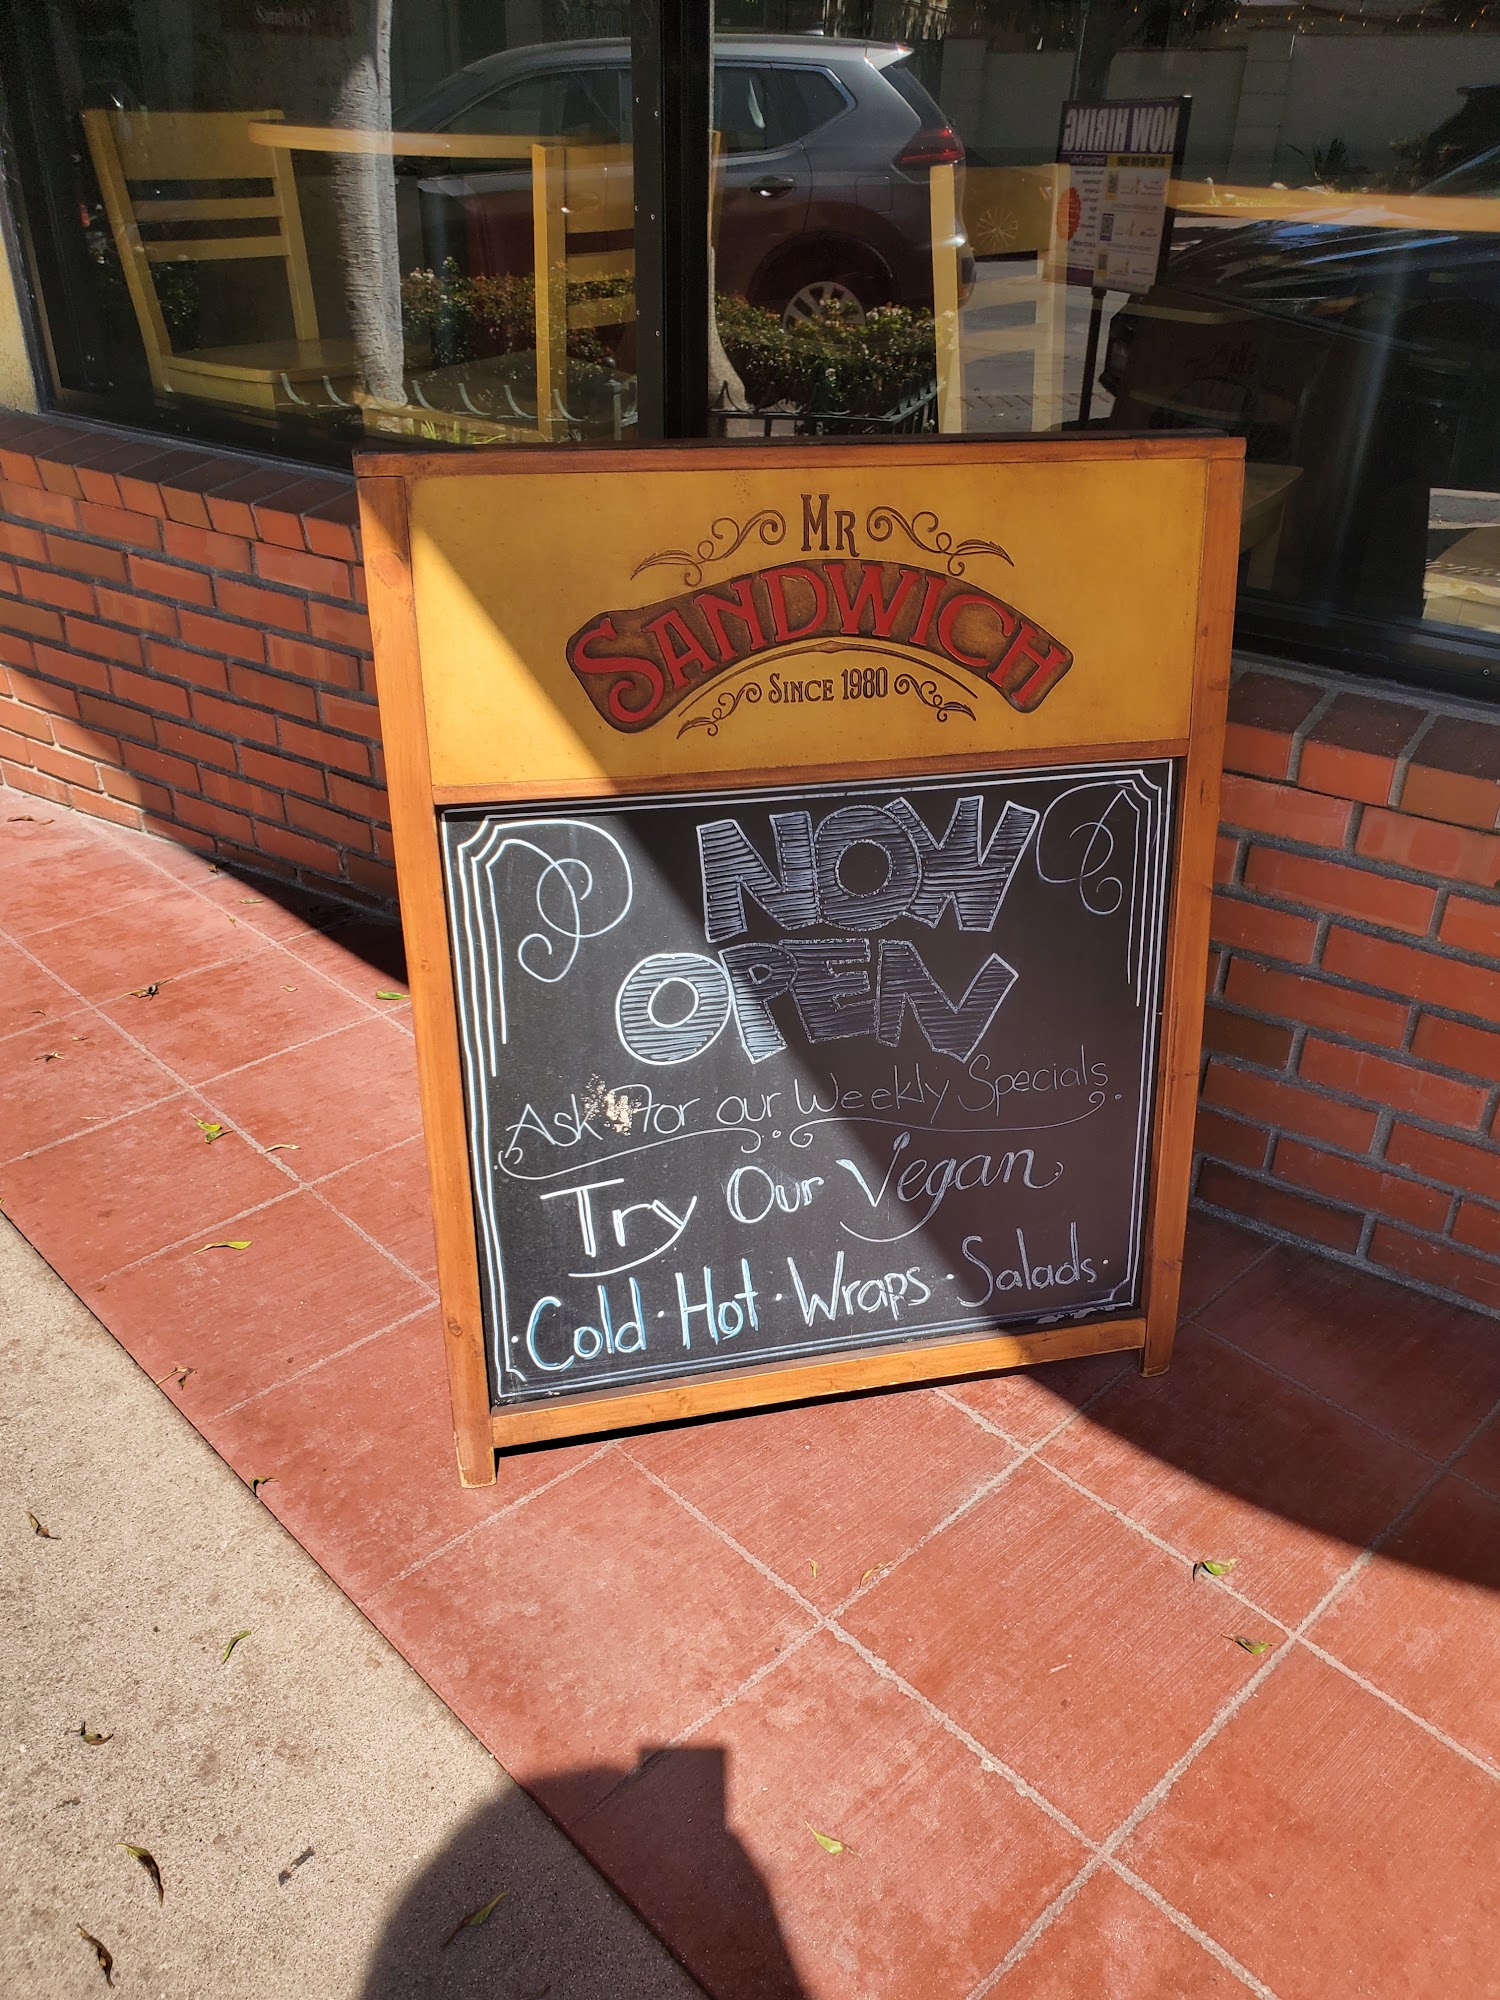 Sandwich
NOW HIRING
MR
SANDWICH
SINCE 1980
NOW
OPEN
Ask For our Weekly Specials.
Try Our Vegan
·Cold·Hot·Wraps·Salads·